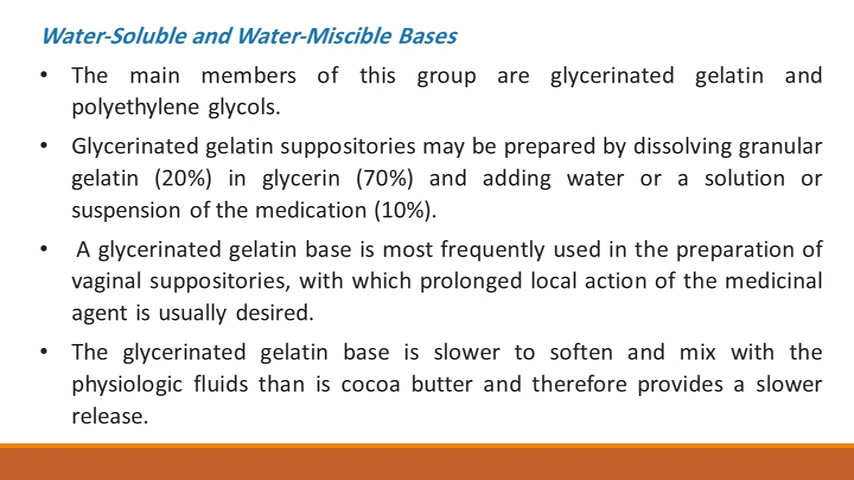 Water-Soluble and Water-Miscible Bases
• The main members of this group are glycerinated gelatin and
polyethylene glycols.
• Glycerinated gelatin suppositories may be prepared by dissolving granular
gelatin (20%) in glycerin (70%) and adding water or a solution or
suspension of the medication (10%).
• A glycerinated gelatin base is most frequently used in the preparation of
vaginal suppositories, with which prolonged local action of the medicinal
agent is usually desired.
• The glycerinated gelatin base is slower to soften and mix with the
physiologic fluids than is cocoa butter and therefore provides a slower
release.